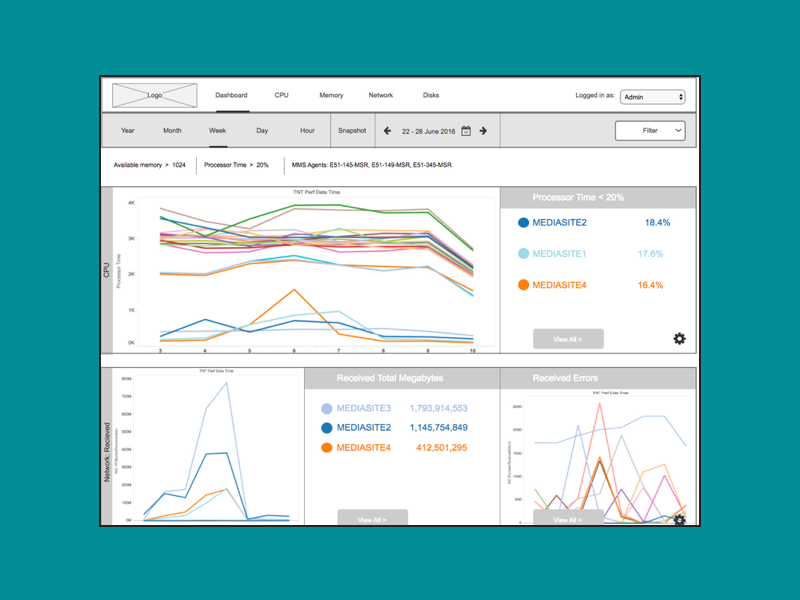 Logo Dashboard CPU Memory Network Disks Logged in as: Admin
Year Month Week Day Hour Snapshot 22 - 28 June 2016 Filter
Available memory > 1024 Processor Time > 20% MMS Agents: E51-145-MSR, E51-149-MSR, E51-345-MSR
TNT Perf Date Time
CPU
Processor Time
4K
3K
2K
1K
0K
3 4 5 6 7 8 9 10
Processor Time < 20%
MEDIASITE2 18.4%
MEDIASITE1 17.6%
MEDIASITE4 16.4%
View All >
Network: Recieved
TNT Perf Date Time
800M
700M
600M
500M
400M
300M
200M
100M
0M
Received Total Megabytes
MEDIASITE3 1,793,914,553
MEDIASITE2 1,145,754,849
MEDIASITE4 412,501,295
View All >
Received Errors
TNT Perf Date Time
2500
2000
1500
1000
500
0
View All >